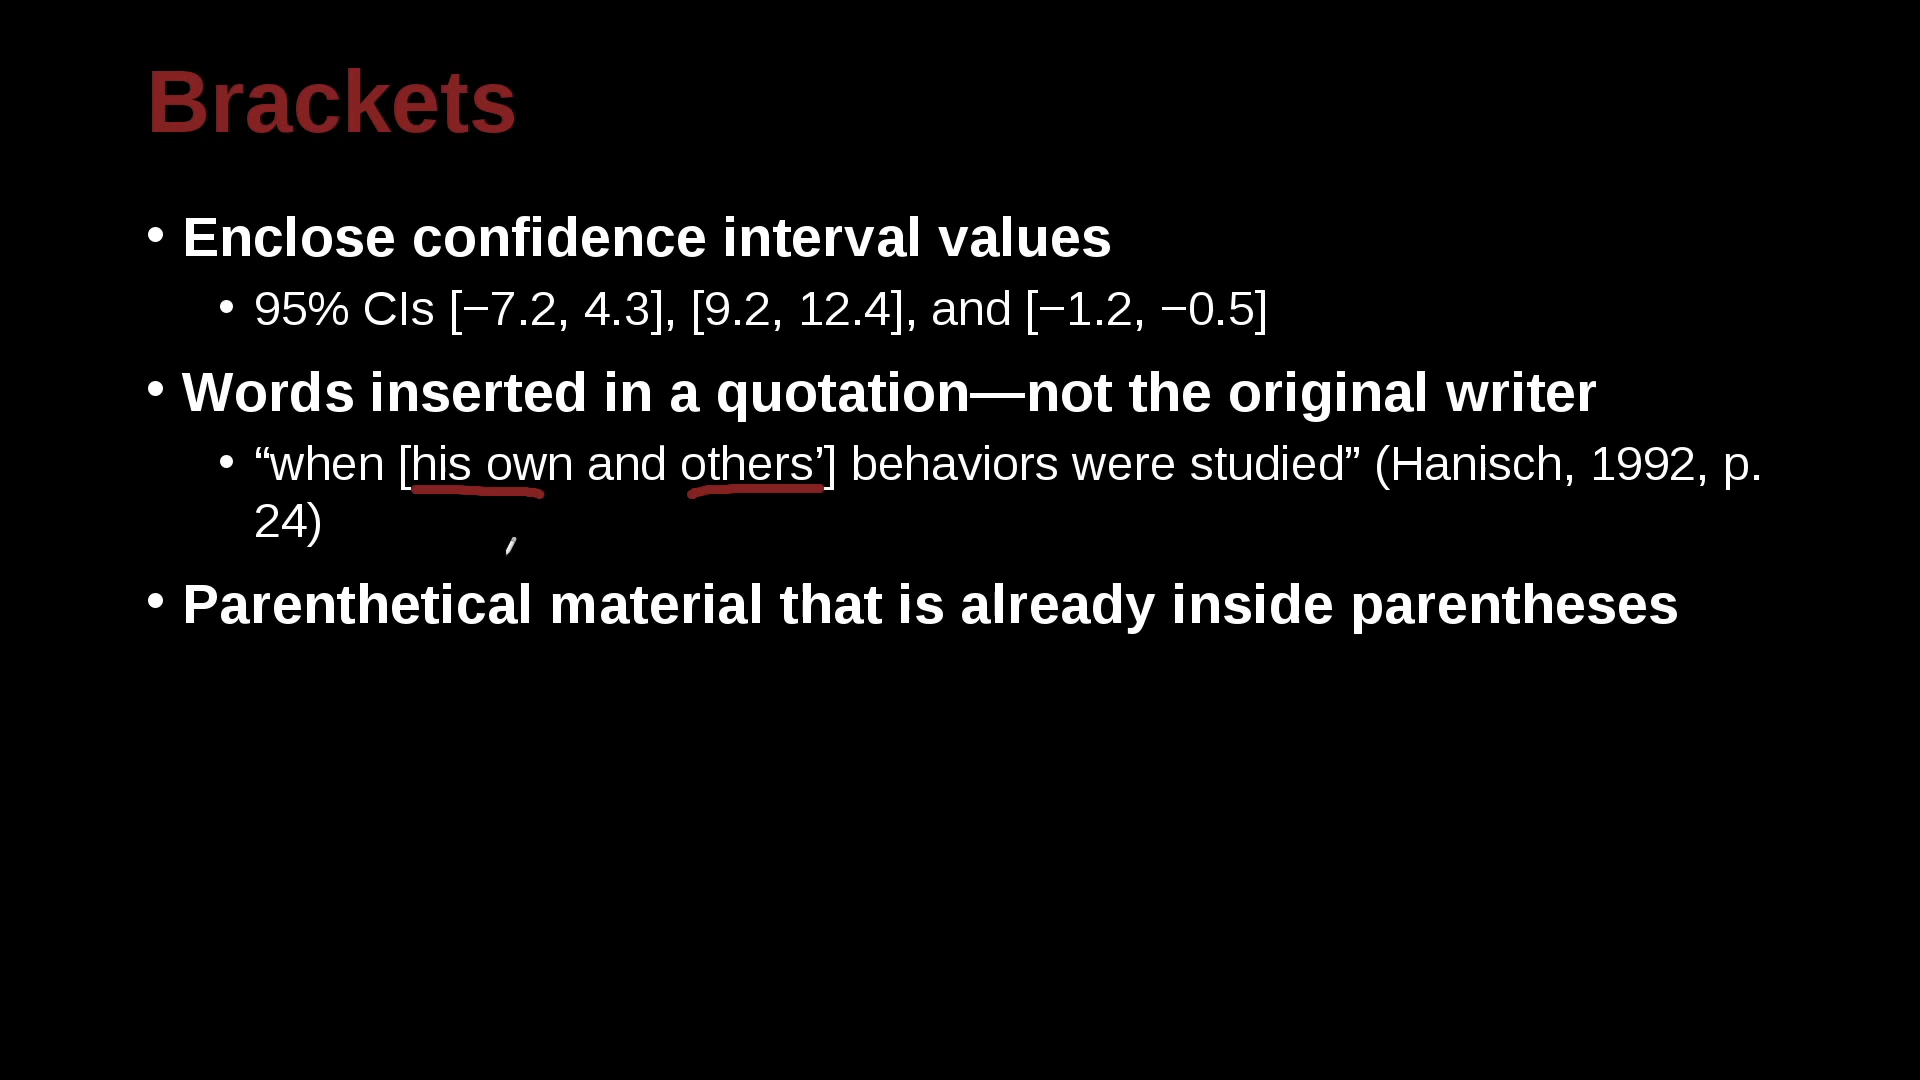 Brackets
• Enclose confidence interval values
• 95% CIs [−7.2, 4.3], [9.2, 12.4], and [−1.2, −0.5]
• Words inserted in a quotation—not the original writer
• “when [his own and others’] behaviors were studied” (Hanisch, 1992, p.
24)
• Parenthetical material that is already inside parentheses